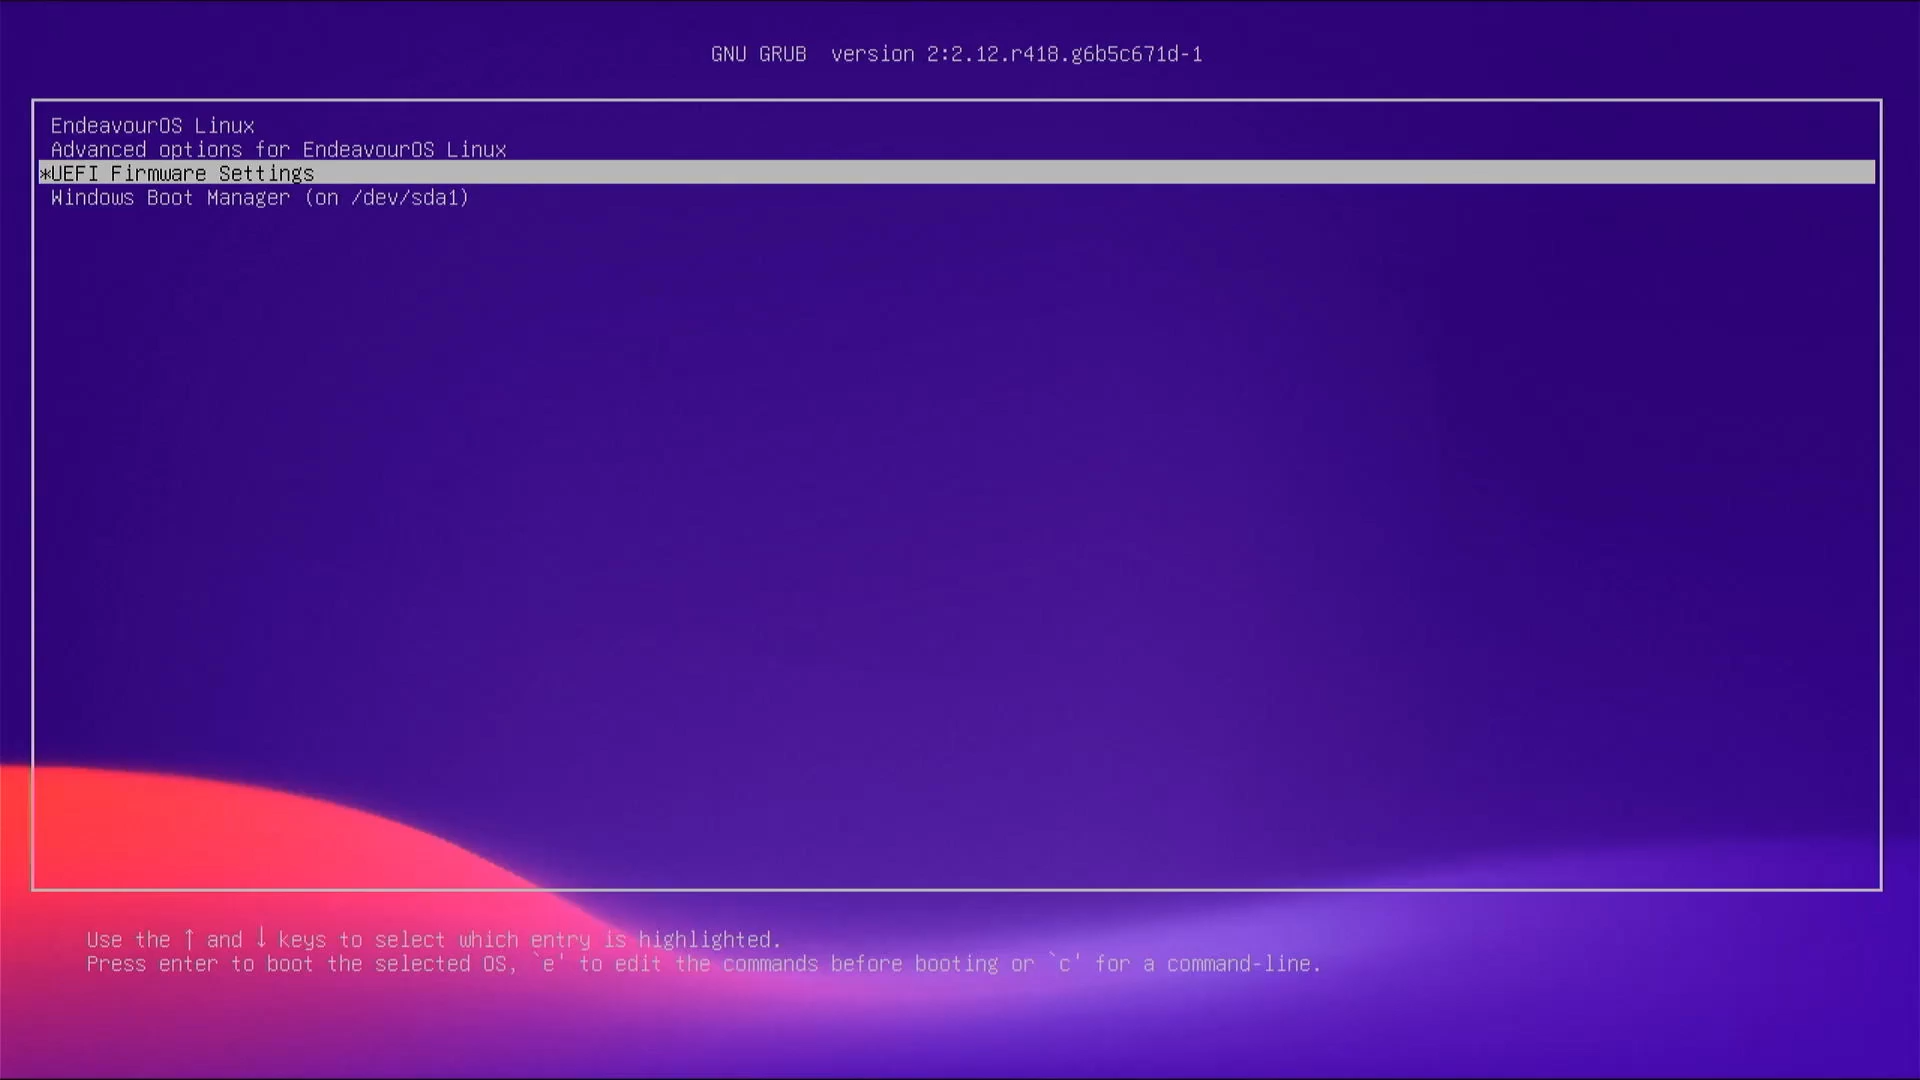 GNU GRUB  version 2:2.12.r418.g6b5c671d-1
EndeavourOS Linux
Advanced options for EndeavourOS Linux
*UEFI Firmware Settings
Windows Boot Manager (on /dev/sda1)
Use the ↑ and ↓ keys to select which entry is highlighted.
Press enter to boot the selected OS, `e' to edit the commands before booting or `c' for a command-line.